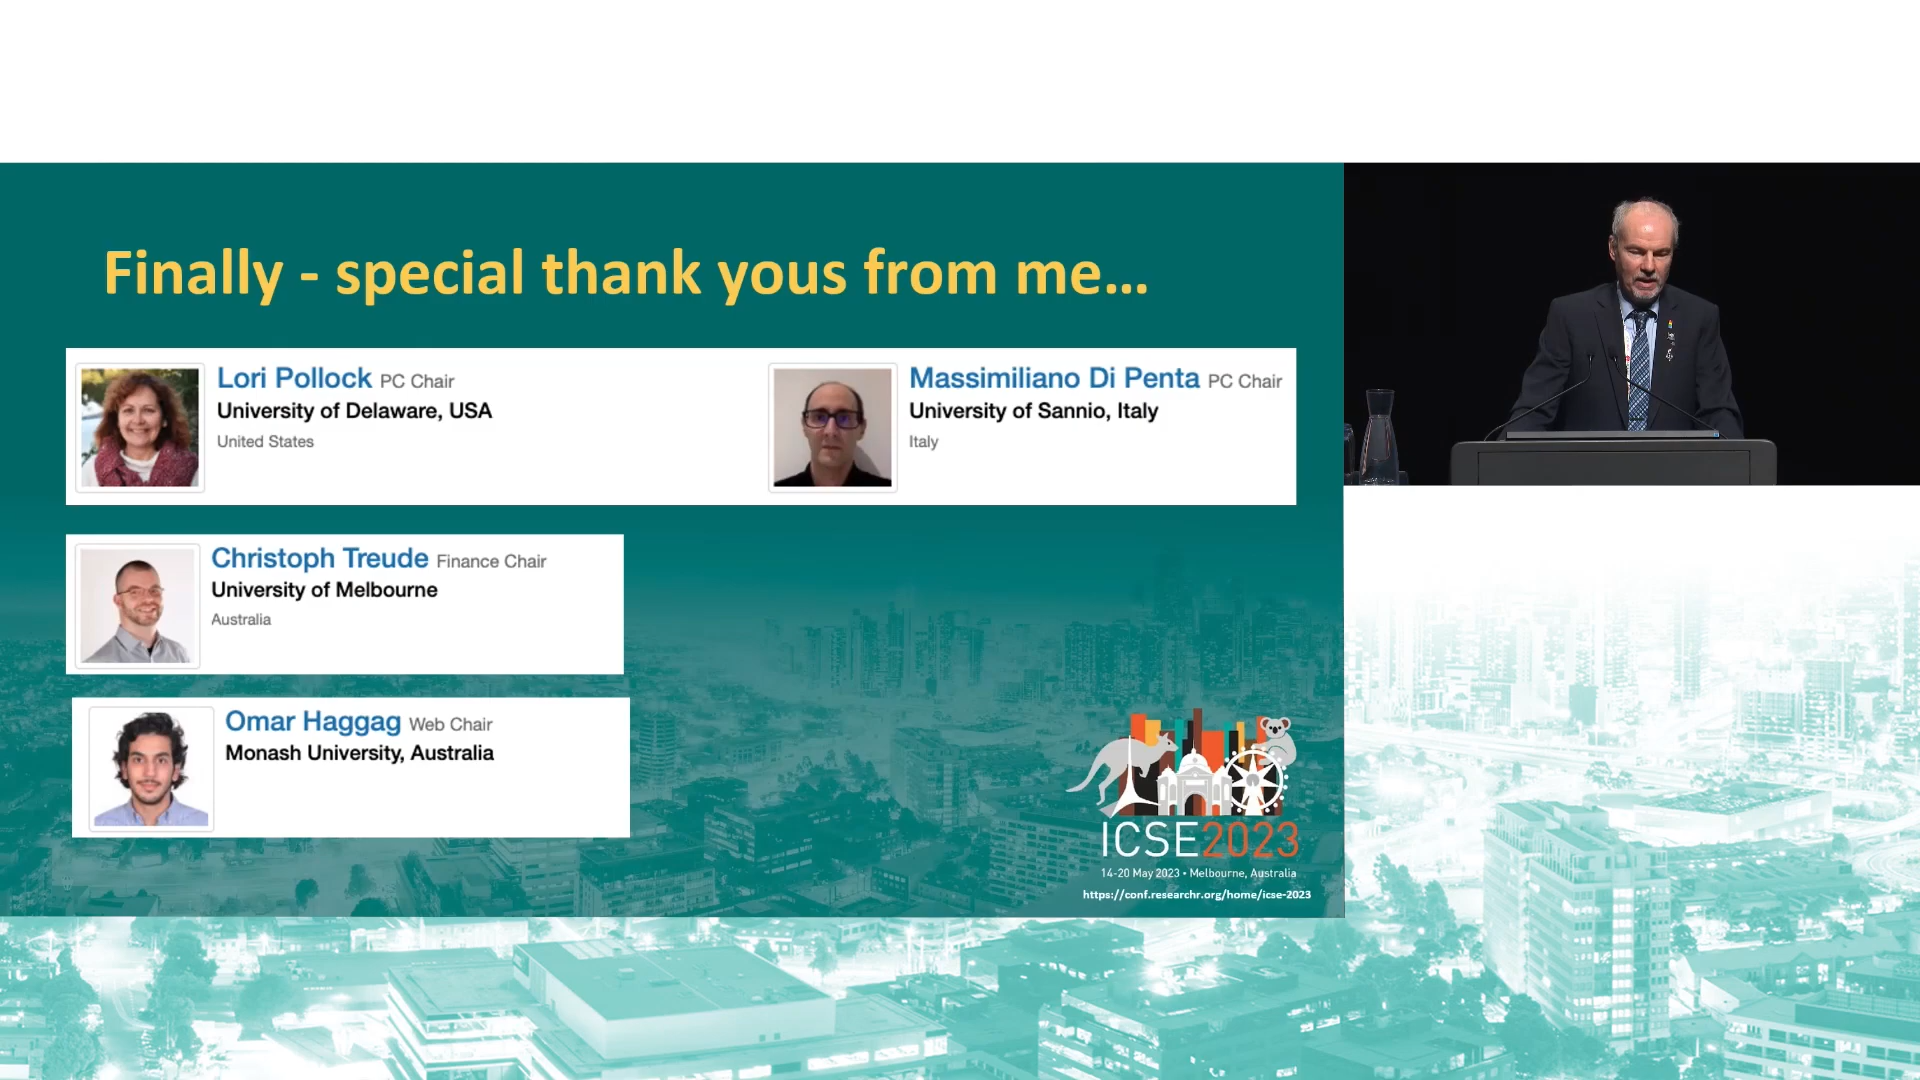 Finally - special thank yous from me...
Lori Pollock PC Chair
University of Delaware, USA
United States
Massimiliano Di Penta PC Chair
University of Sannio, Italy
Italy
Christoph Treude Finance Chair
University of Melbourne
Australia
Omar Haggag Web Chair
Monash University, Australia
ICSE2023
14-20 May 2023 • Melbourne, Australia
https://conf.researchr.org/home/icse-2023